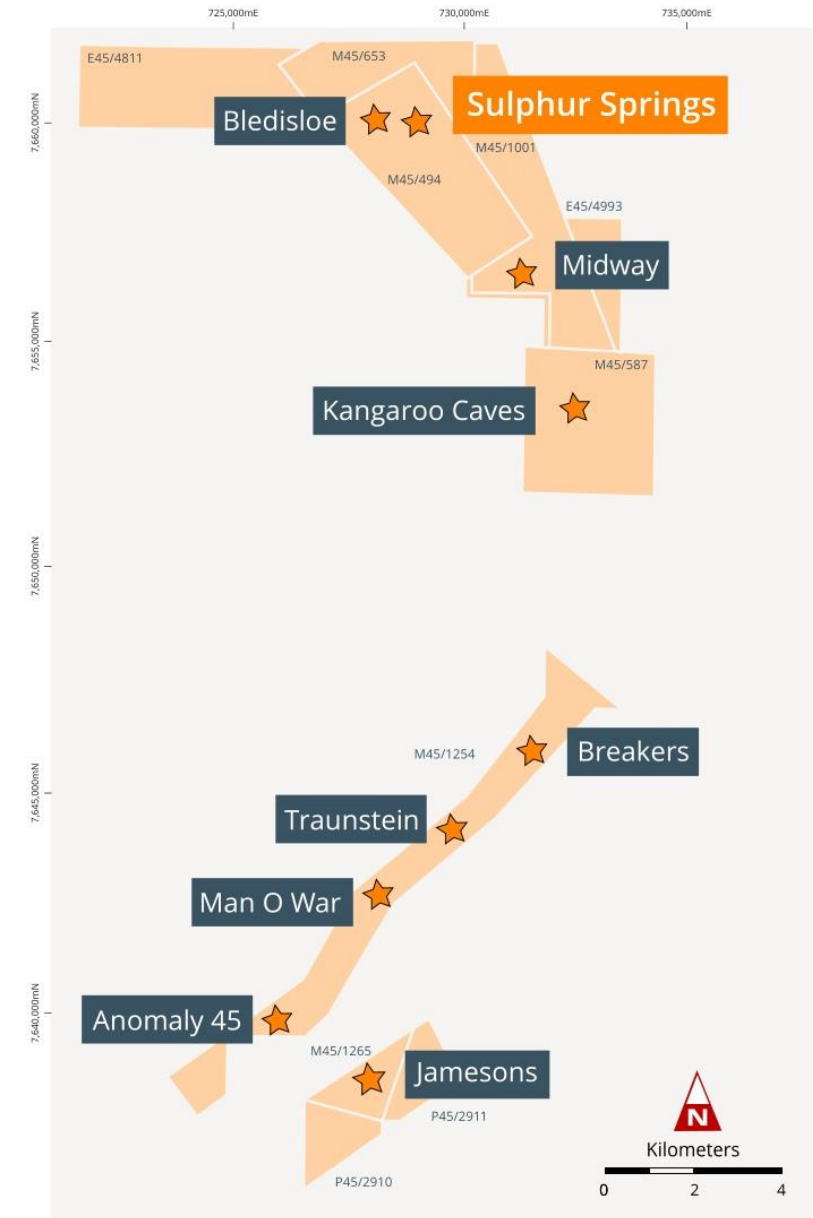 725,000mE
730,000mE
735,000mE
E45/4811
M45/653
Sulphur Springs
Bledisloe
7,660,000mN
M45/1001
M45/494
E45/4993
Midway
7,655,000mN
M45/587
Kangaroo Caves
7,650,000mN
M45/1254
Breakers
7,645,000mN
Traunstein
Man O War
7,640,000mN
Anomaly 45
M45/1265
Jamesons
P45/2911
N
Kilometers
0 2 4
P45/2910